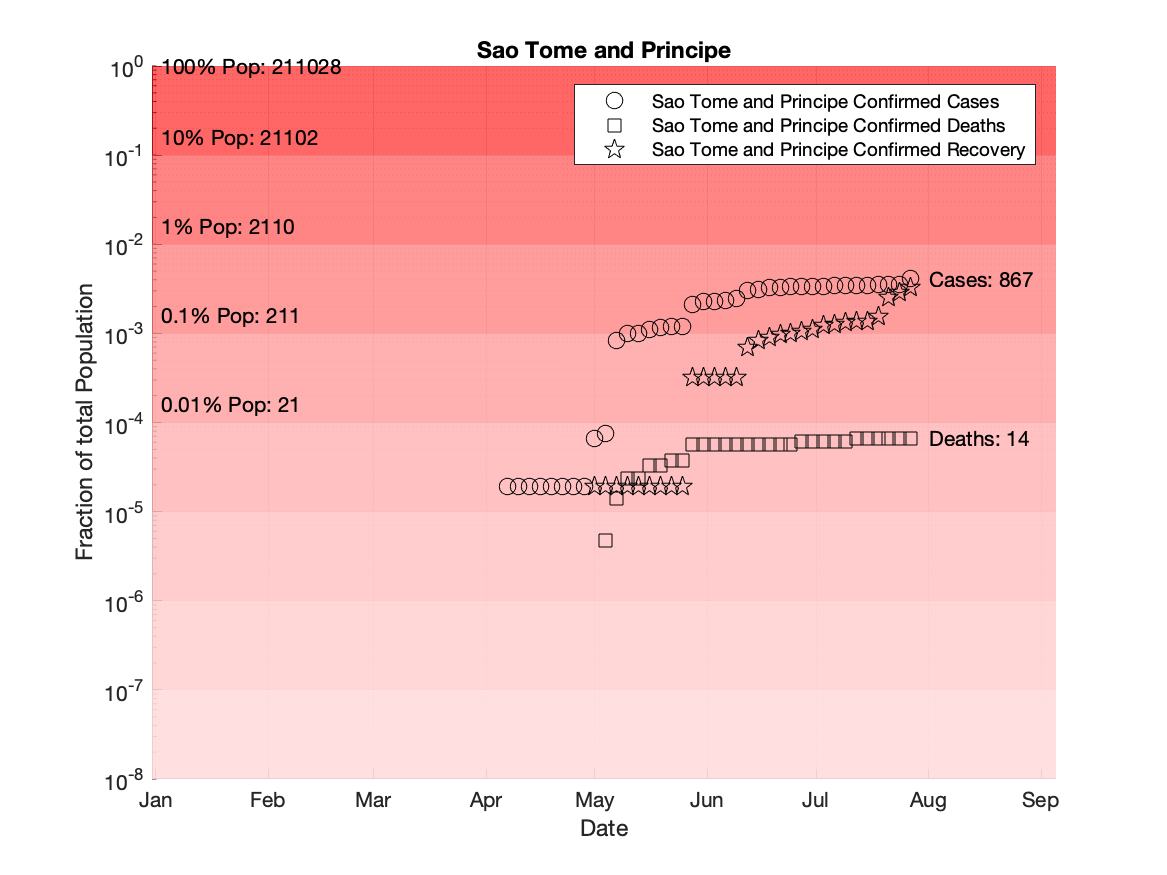 Sao Tome and Principe
100% Pop: 211028
10% Pop: 21102
1% Pop: 2110
0.1% Pop: 211
0.01% Pop: 21
Sao Tome and Principe Confirmed Cases
Sao Tome and Principe Confirmed Deaths
Sao Tome and Principe Confirmed Recovery
Cases: 867
Deaths: 14
Fraction of total Population
10^0
10^-1
10^-2
10^-3
10^-4
10^-5
10^-6
10^-7
10^-8
Jan Feb Mar Apr May Jun Jul Aug Sep
Date